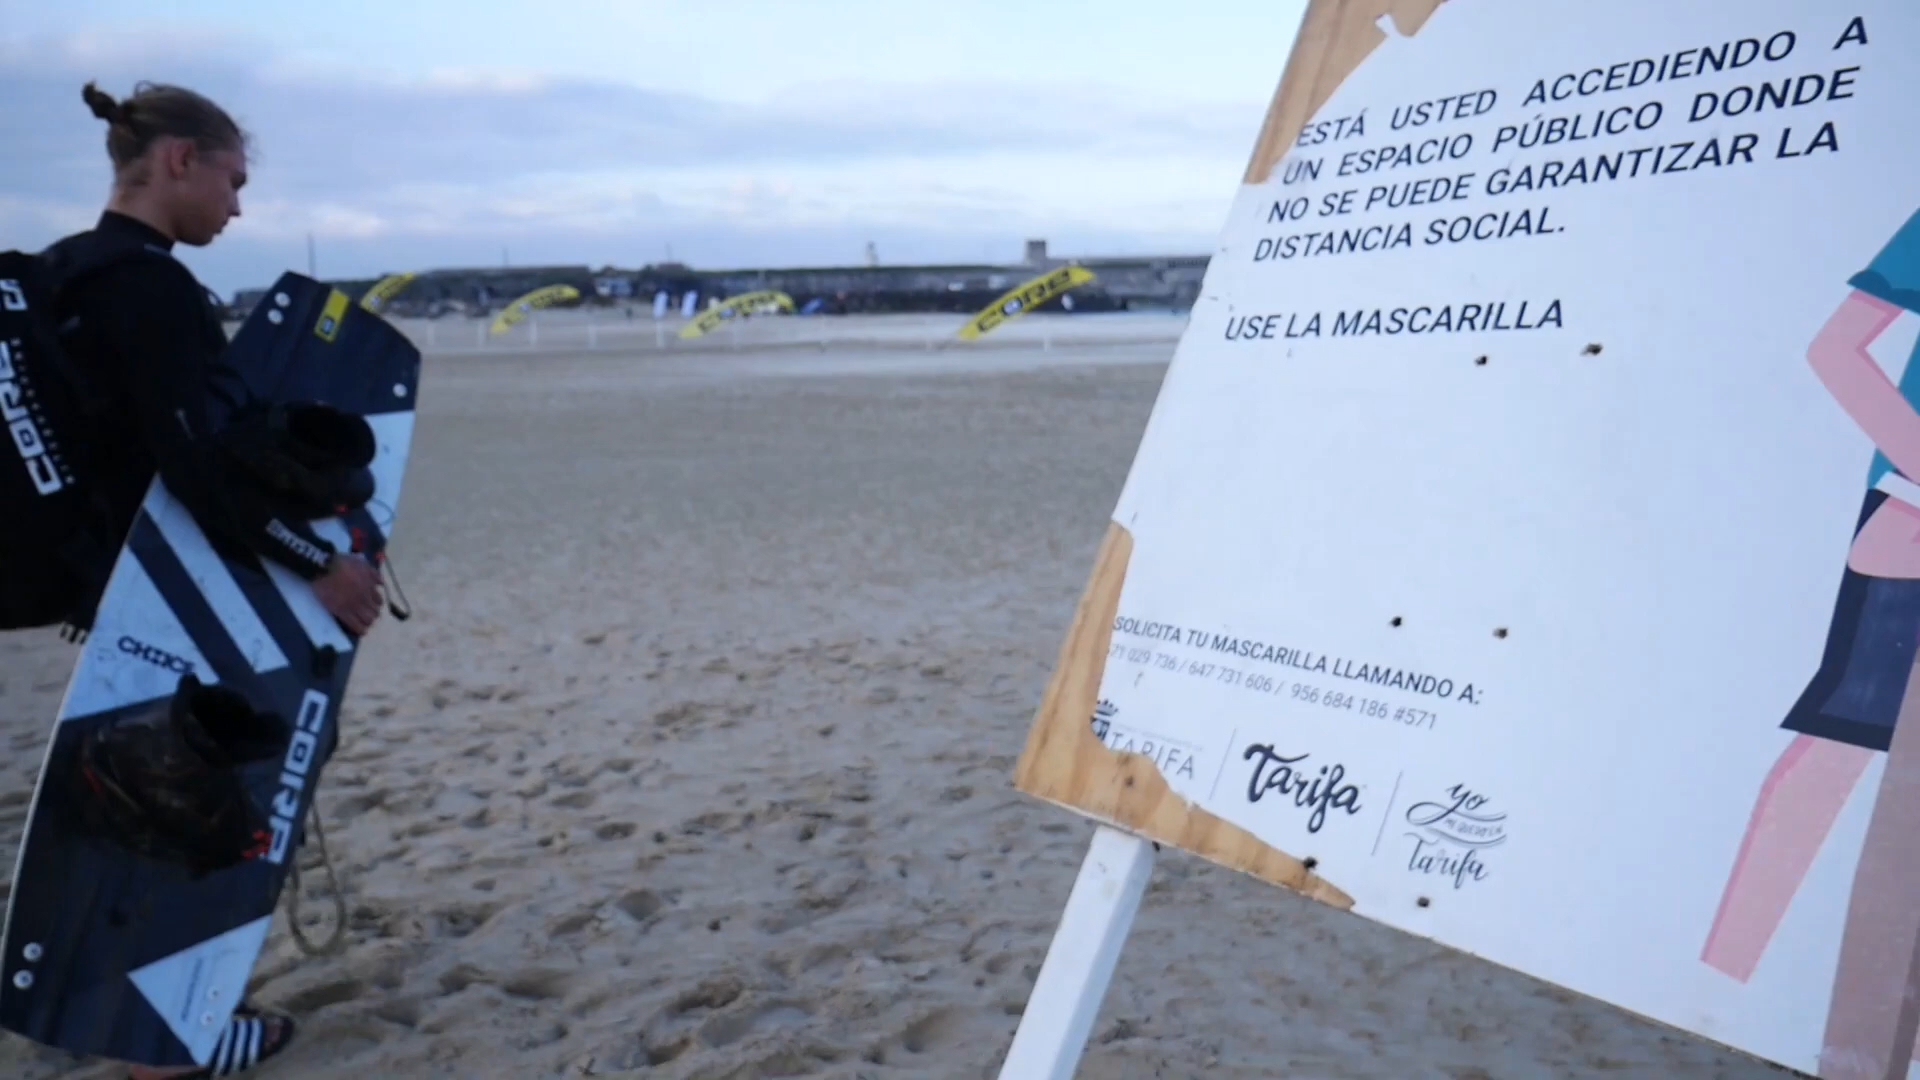 ESTÁ USTED ACCEDIENDO A
UN ESPACIO PÚBLICO DONDE
NO SE PUEDE GARANTIZAR LA
DISTANCIA SOCIAL.
USE LA MASCARILLA
SOLICITA TU MASCARILLA LLAMANDO A:
029 736 / 647 731 606 / 956 684 186 #571
TARIFA
Tarifa
yo
Tarifa
CORE
CORE
CORE
CORE
MYSTIC
CHOICE
CORE